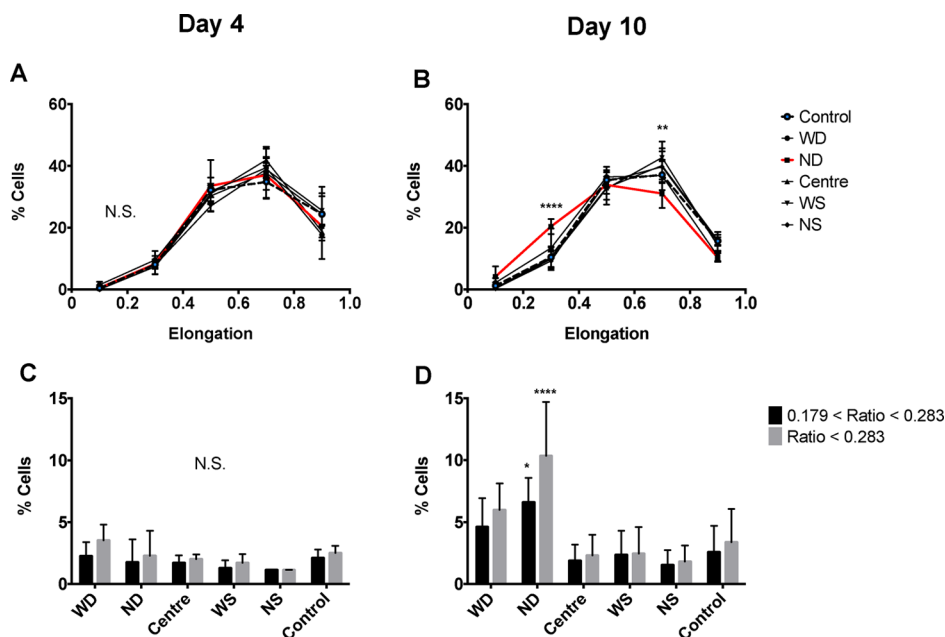 Day 4
Day 10
A
60
40
20
0
% Cells
N.S.
0 0.2 0.4 0.6 0.8 1.0
Elongation
B
60
40
20
0
% Cells
****
**
0 0.2 0.4 0.6 0.8 1.0
Elongation
Control
WD
ND
Centre
WS
NS
C
15
10
5
0
% Cells
N.S.
WD ND Centre WS NS Control
D
15
10
5
0
% Cells
*
****
WD ND Centre WS NS Control
0.179 < Ratio < 0.283
Ratio < 0.283